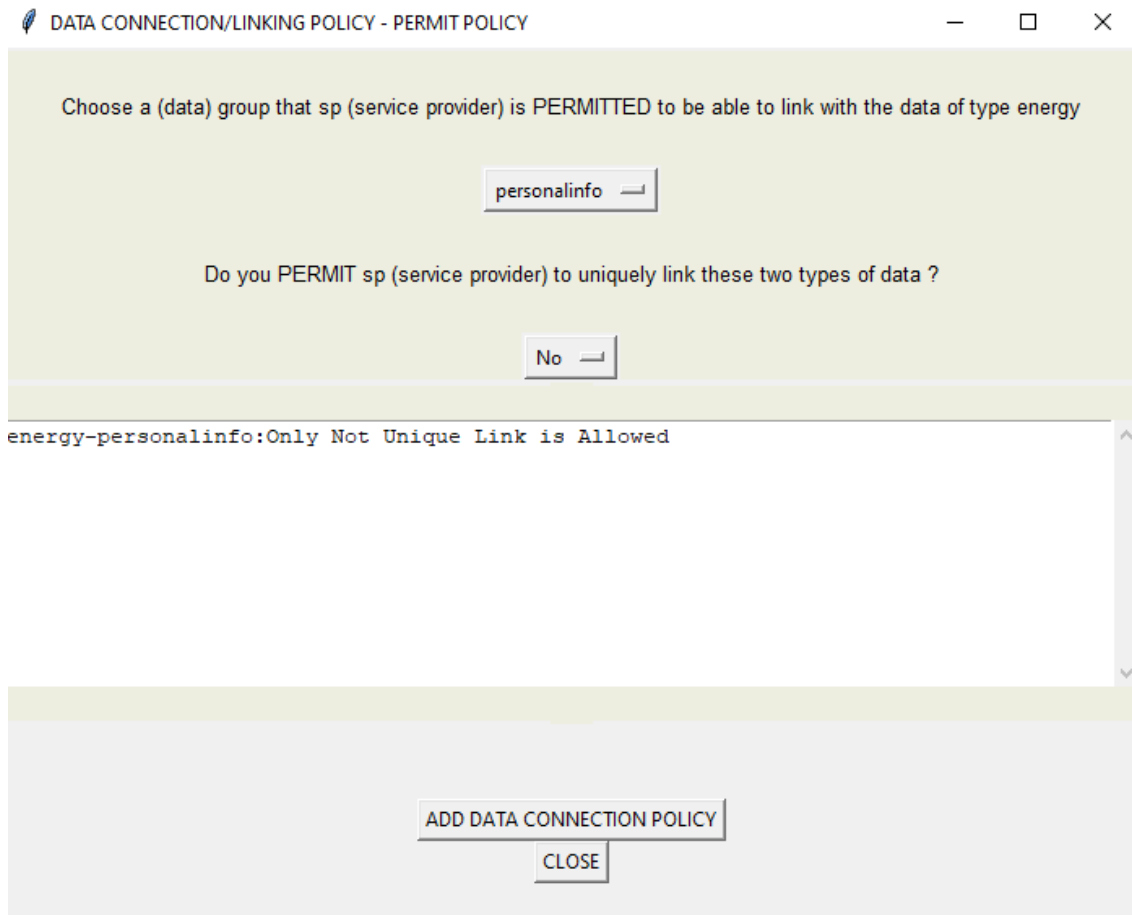 DATA CONNECTION/LINKING POLICY - PERMIT POLICY
Choose a (data) group that sp (service provider) is PERMITTED to be able to link with the data of type energy
personalinfo
Do you PERMIT sp (service provider) to uniquely link these two types of data ?
No
energy-personalinfo:Only Not Unique Link is Allowed
ADD DATA CONNECTION POLICY
CLOSE